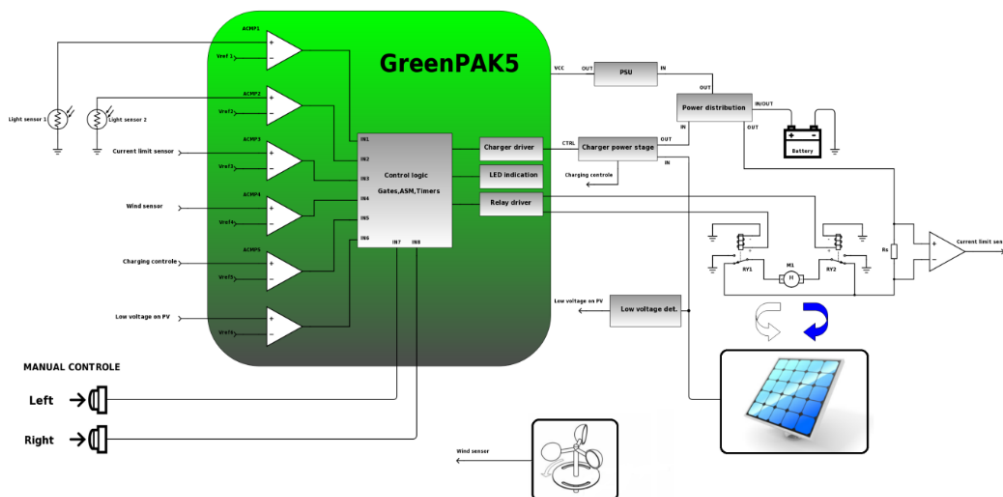 GreenPAK5
ACMP1
+
Vref 1
−
ACMP2
+
Vref2
−
Light sensor 1
Light sensor 2
ACMP3
Current limit sensor
+
Vref3
−
ACMP4
Wind sensor
+
Vref4
−
ACMP5
Charging controle
+
Vref5
−
Low voltage on PV
+
Vref6
−
IN1
IN2
IN3
IN4
IN5
IN6
IN7
IN8
Control logic
Gates,ASM,Timers
Charger driver
LED indication
Relay driver
VCC
OUT
PSU
IN
OUT
Power distribution
IN/OUT
IN
OUT
+ −
Battery
CTRL
Charger power stage
OUT
IN
Charging controle
RY1
M1
M
RY2
Rs
+
−
Current limit sen
Low voltage on PV
Low voltage det.
MANUAL CONTROLE
Left
Right
Wind sensor